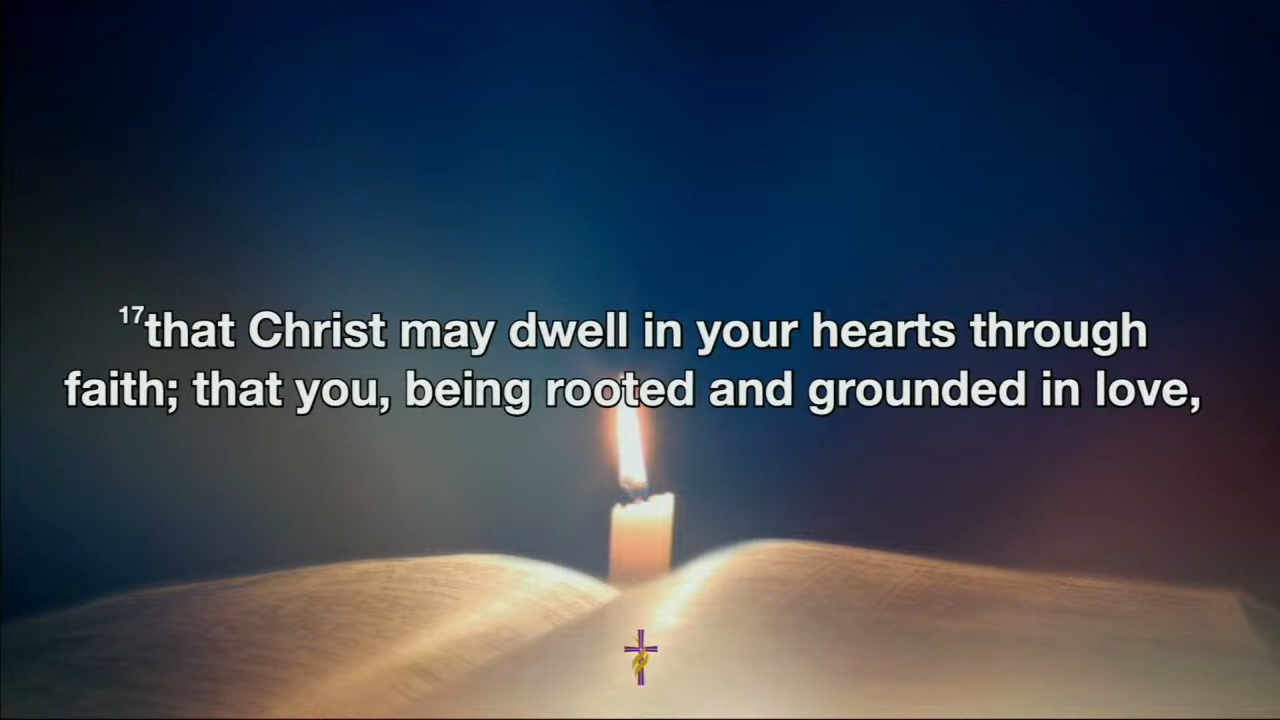 17that Christ may dwell in your hearts through
faith; that you, being rooted and grounded in love,